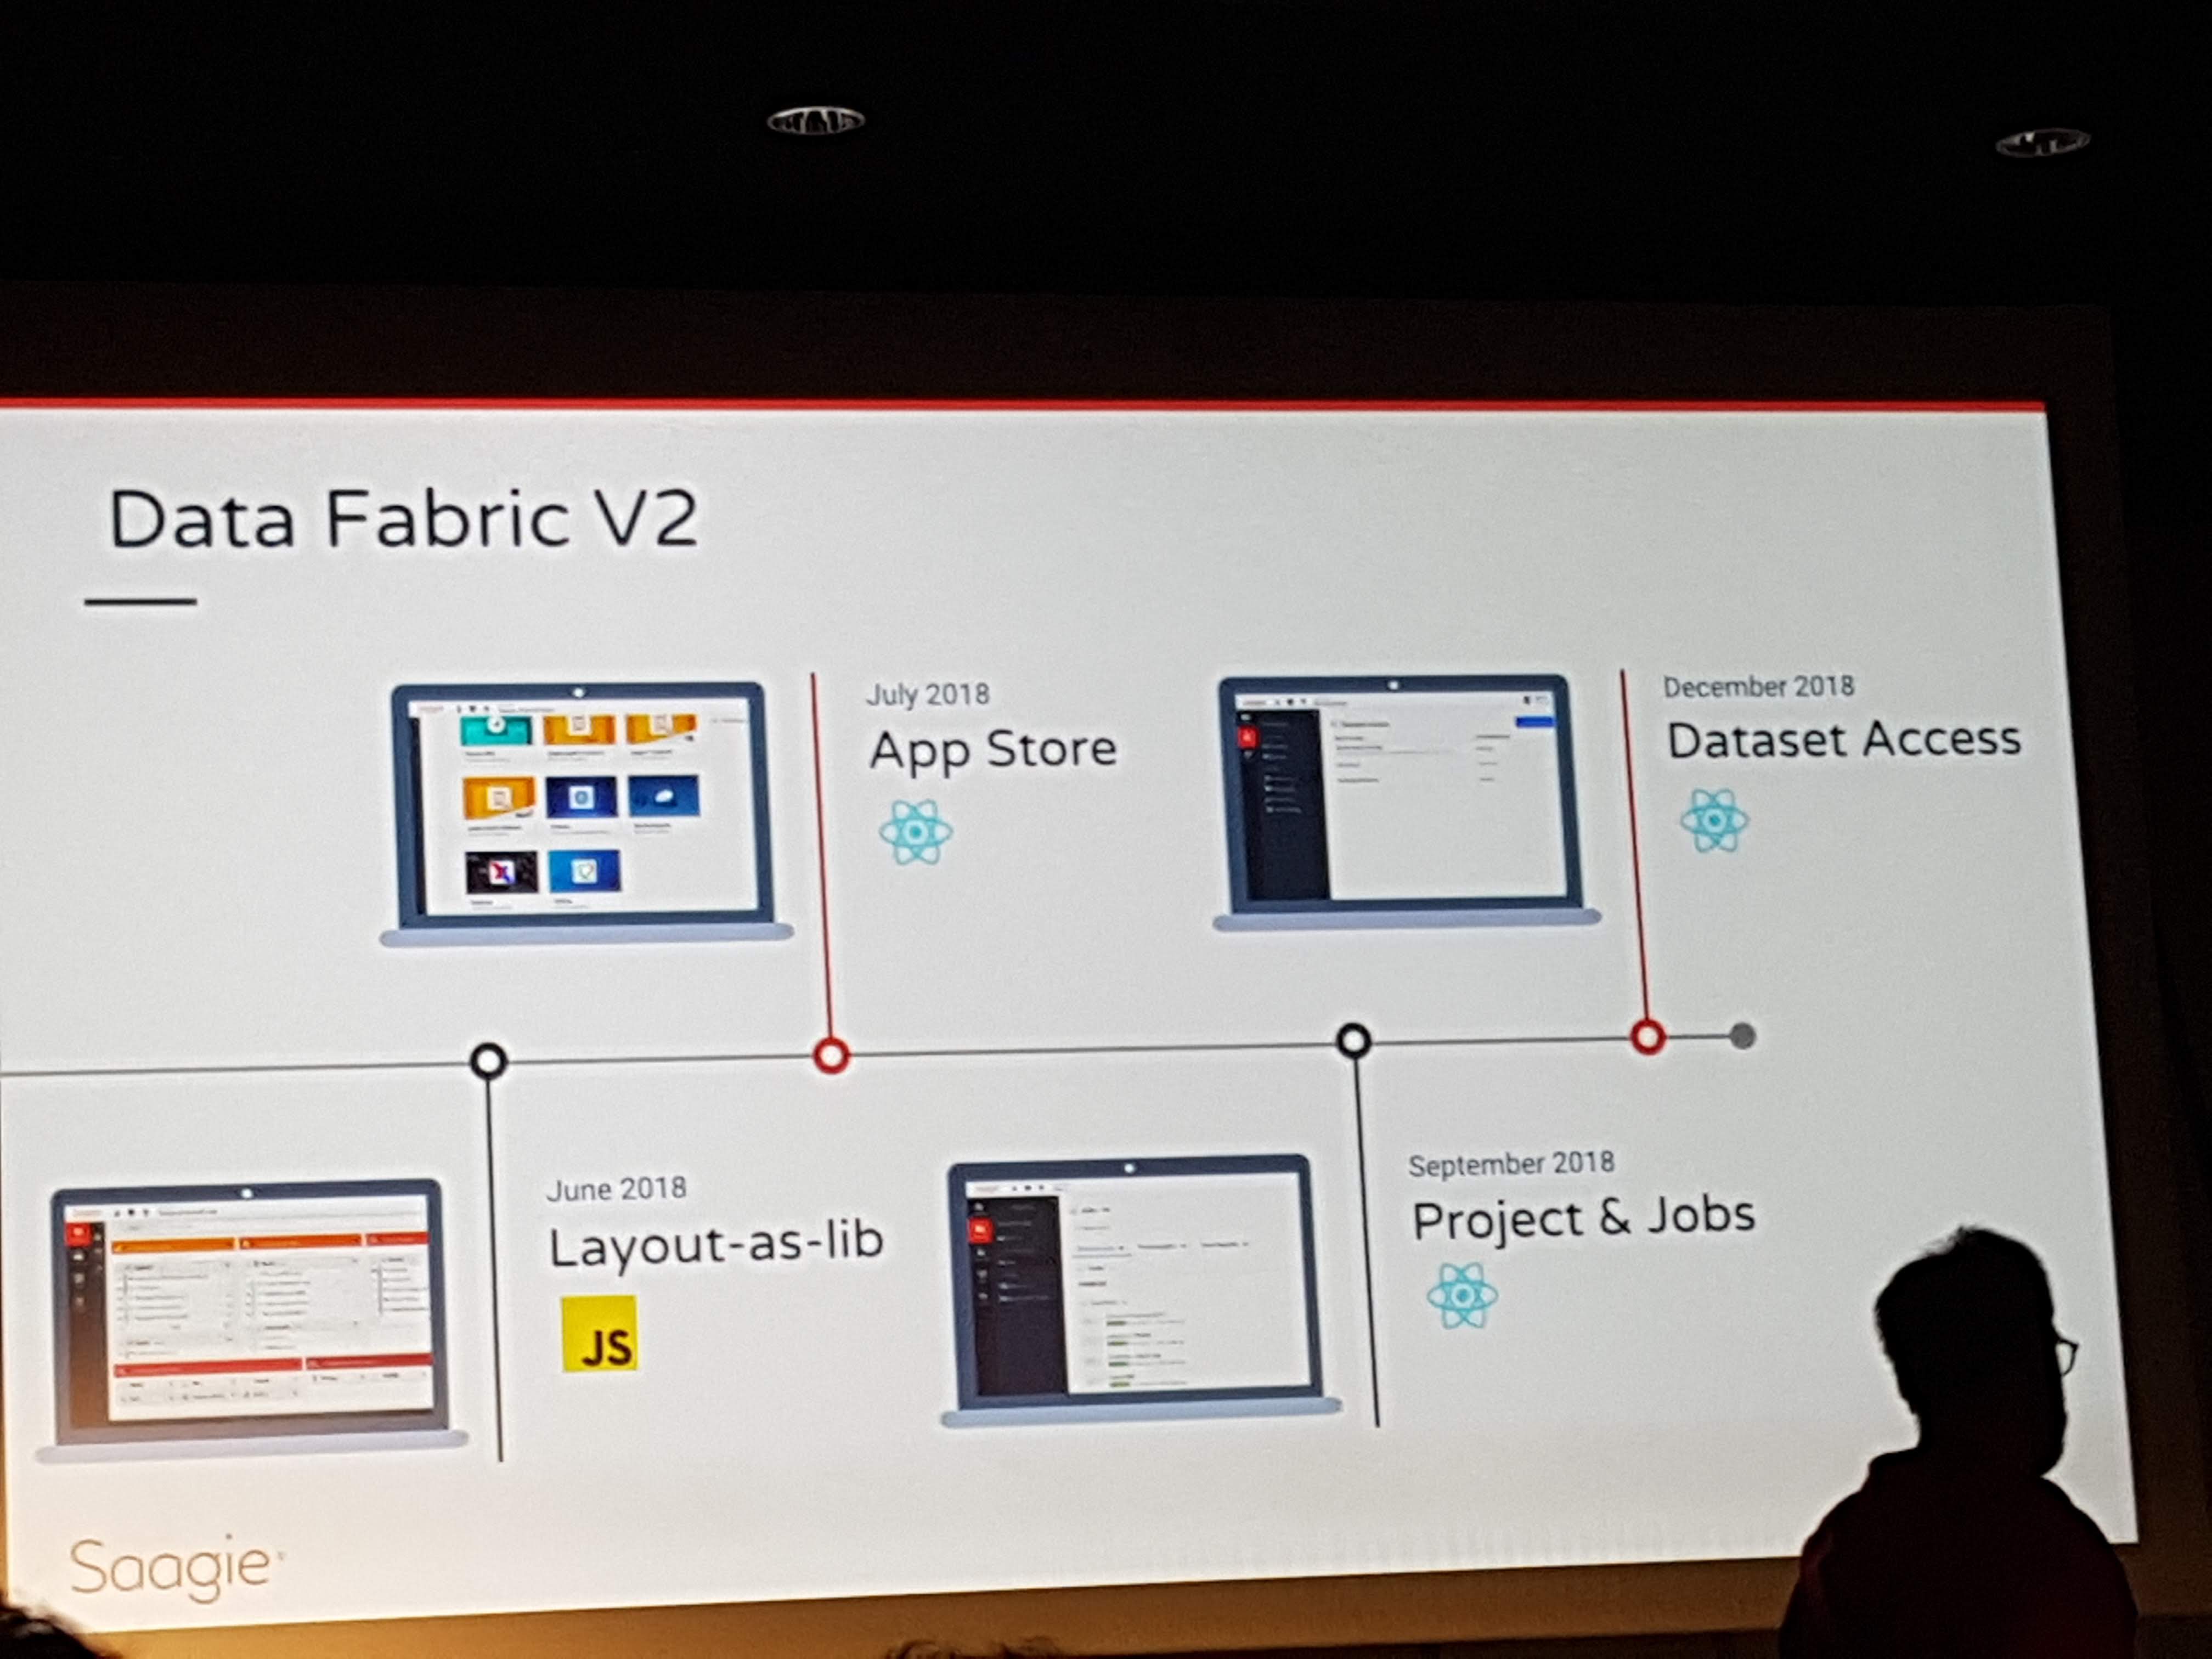 Data Fabric V2
July 2018
App Store
December 2018
Dataset Access
June 2018
Layout-as-lib
JS
September 2018
Project & Jobs
Saagie